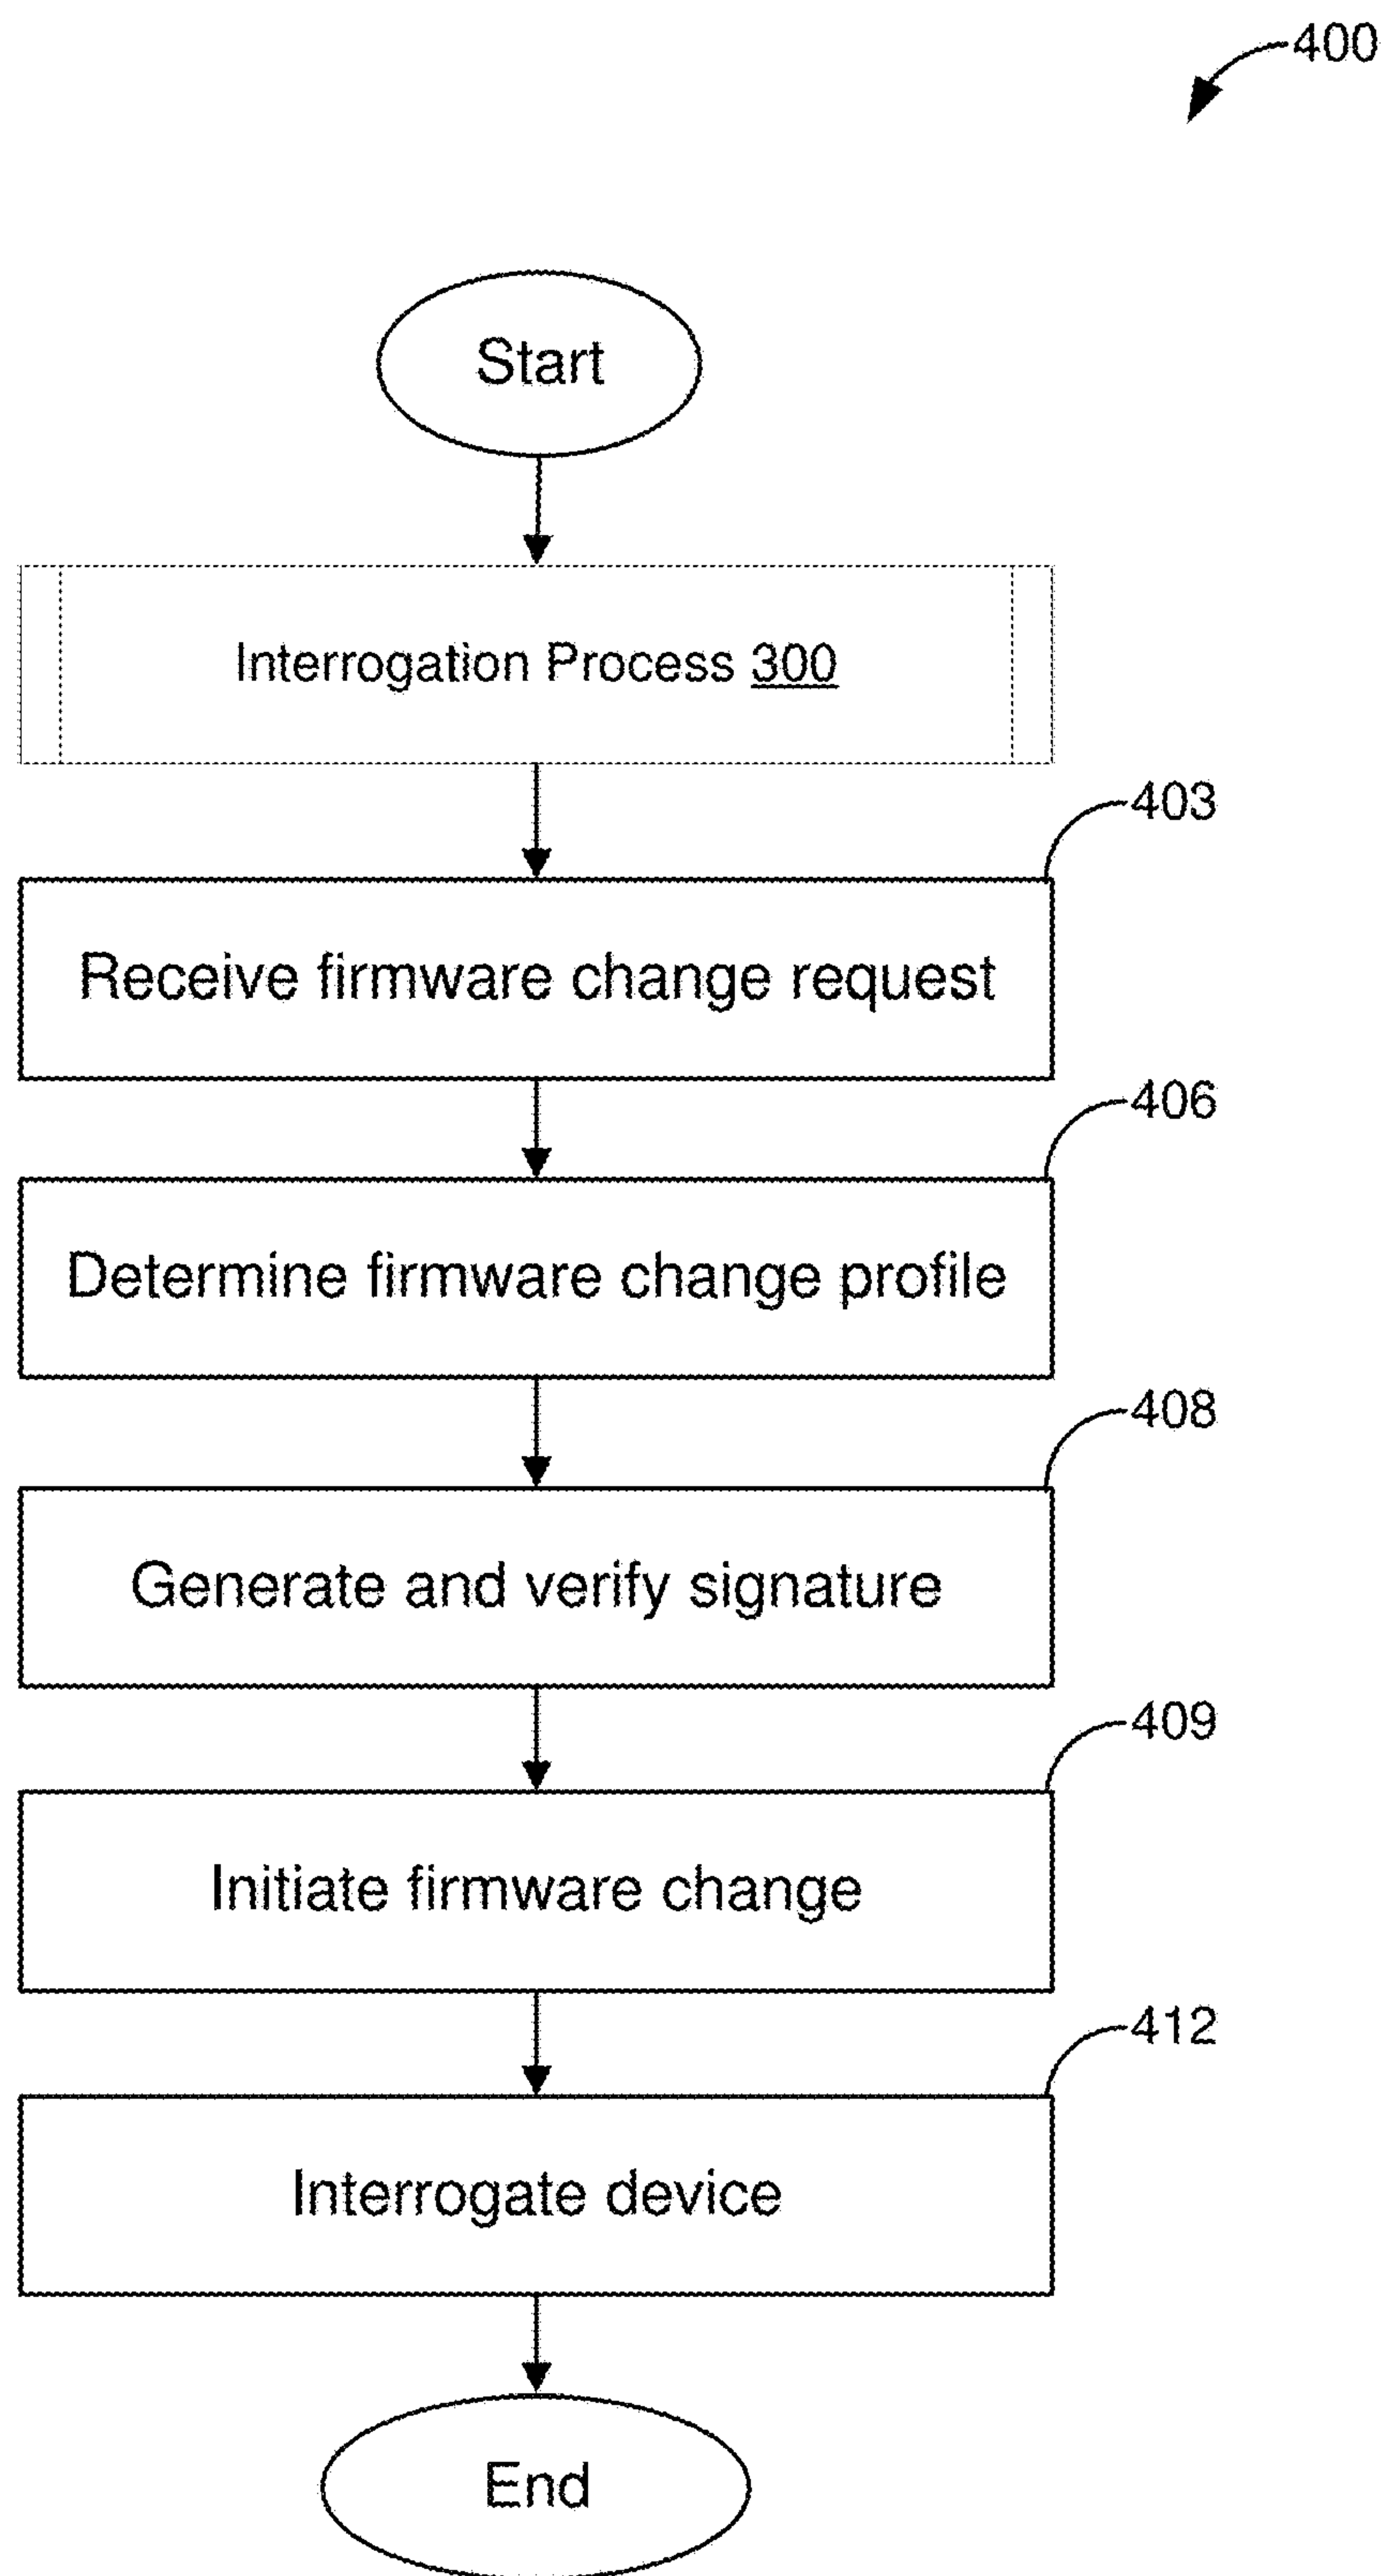 400
Start
Interrogation Process 300
403
Receive firmware change request
406
Determine firmware change profile
408
Generate and verify signature
409
Initiate firmware change
412
Interrogate device
End